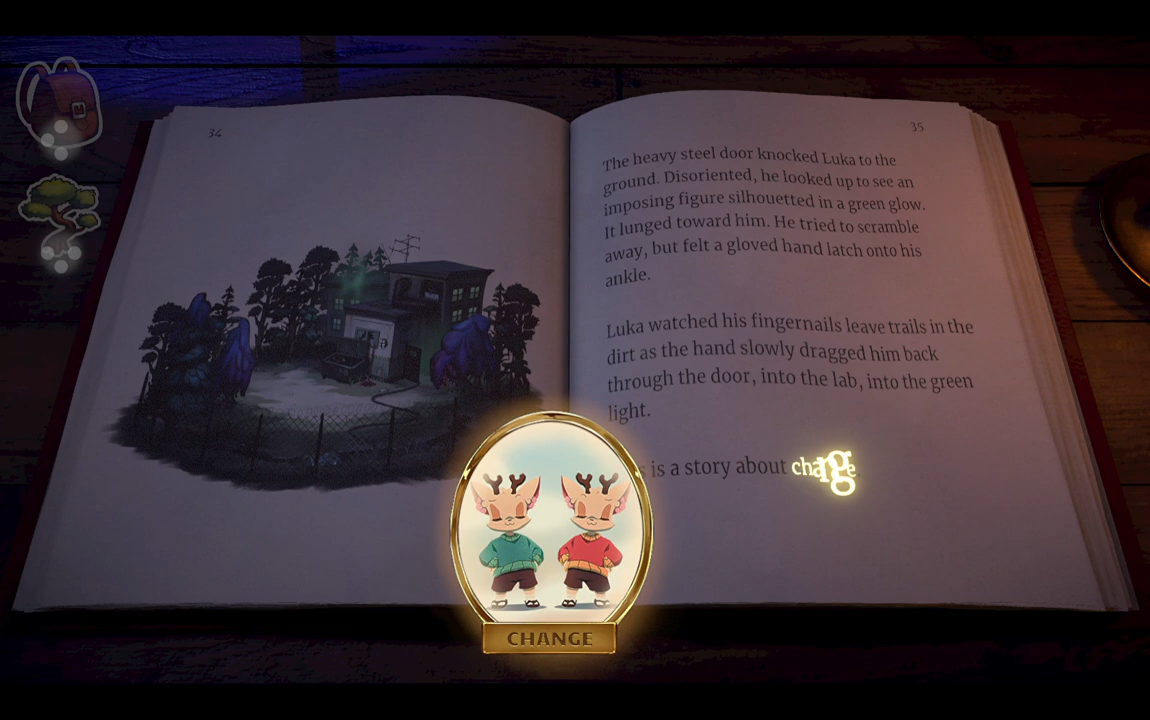 34
35
The heavy steel door knocked Luka to the
ground. Disoriented, he looked up to see an
imposing figure silhouetted in a green glow.
It lunged toward him. He tried to scramble
away, but felt a gloved hand latch onto his
ankle.
Luka watched his fingernails leave trails in the
dirt as the hand slowly dragged him back
through the door, into the lab, into the green
light.
is a story about
CHANGE